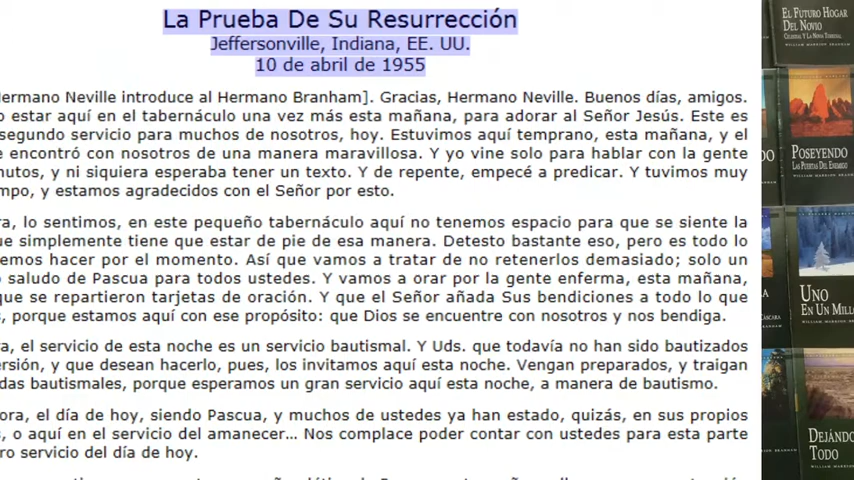 La Prueba De Su Resurrección
Jeffersonville, Indiana, EE. UU.
10 de abril de 1955
ermano Neville introduce al Hermano Branham]. Gracias, Hermano Neville. Buenos días, amigos.
o estar aquí en el tabernáculo una vez más esta mañana, para adorar al Señor Jesús. Este es
segundo servicio para muchos de nosotros, hoy. Estuvimos aquí temprano, esta mañana, y el
e encontró con nosotros de una manera maravillosa. Y yo vine solo para hablar con la gente
nutos, y ni siquiera esperaba tener un texto. Y de repente, empecé a predicar. Y tuvimos muy
mpo, y estamos agradecidos con el Señor por esto.
ra, lo sentimos, en este pequeño tabernáculo aquí no tenemos espacio para que se siente la
ue simplemente tiene que estar de pie de esa manera. Detesto bastante eso, pero es todo lo
emos hacer por el momento. Así que vamos a tratar de no retenerlos demasiado; solo un
o saludo de Pascua para todos ustedes. Y vamos a orar por la gente enferma, esta mañana,
que se repartieron tarjetas de oración. Y que el Señor añada Sus bendiciones a todo lo que
s, porque estamos aquí con ese propósito: que Dios se encuentre con nosotros y nos bendiga.
ra, el servicio de esta noche es un servicio bautismal. Y Uds. que todavía no han sido bautizados
ersión, y que desean hacerlo, pues, los invitamos aquí esta noche. Vengan preparados, y traigan
das bautismales, porque esperamos un gran servicio aquí esta noche, a manera de bautismo.
ora, el día de hoy, siendo Pascua, y muchos de ustedes ya han estado, quizás, en sus propios
s, o aquí en el servicio del amanecer... Nos complace poder contar con ustedes para esta parte
ro servicio del día de hoy.
EL FUTURO HOGAR
DEL NOVIO
CELESTIAL Y LA NOVIA TERRENAL
WILLIAM MARRION BRANHAM
POSEYENDO
LAS PUERTAS DEL ENEMIGO
WILLIAM MARRION BRANHAM
UNO
EN UN MILL
CÁSCARA
DEJÁNDO
TODO